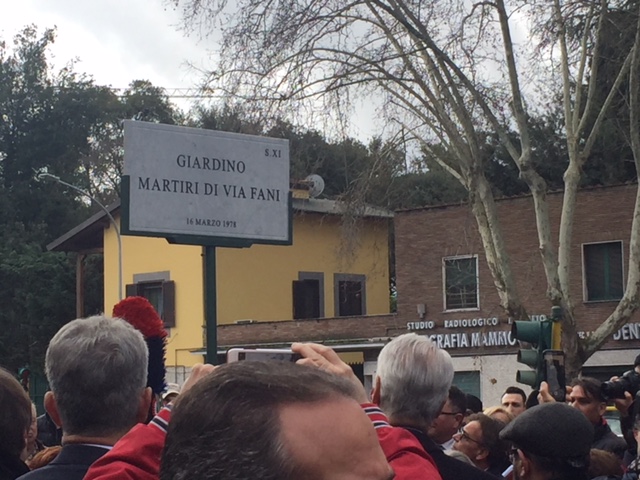 S. XI
GIARDINO
MARTIRI DI VIA FANI
16 MARZO 1978
STUDIO RADIOLOGICO
GRAFIA MAMMO